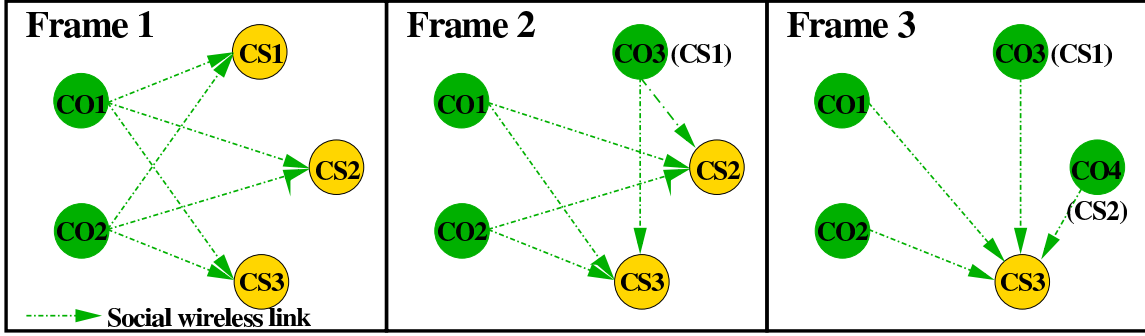 Frame 1
CS1
CO1
CS2
CO2
CS3
Social wireless link
Frame 2
CO3 (CS1)
CO1
CS2
CO2
CS3
Frame 3
CO3 (CS1)
CO1
CO4
(CS2)
CO2
CS3